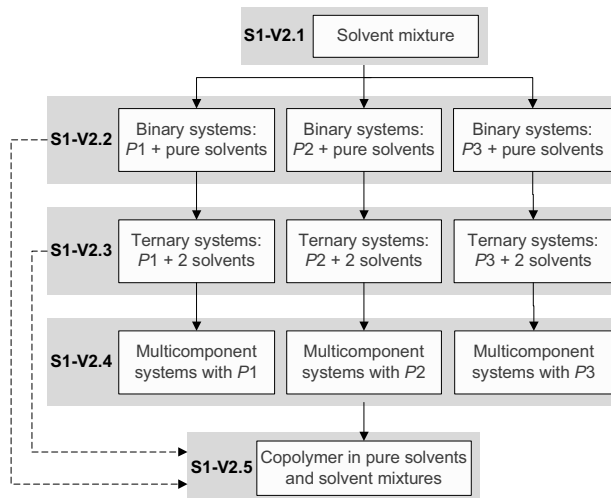 S1-V2.1
Solvent mixture
S1-V2.2
Binary systems:
P1 + pure solvents
Binary systems:
P2 + pure solvents
Binary systems:
P3 + pure solvents
S1-V2.3
Ternary systems:
P1 + 2 solvents
Ternary systems:
P2 + 2 solvents
Ternary systems:
P3 + 2 solvents
S1-V2.4
Multicomponent
systems with P1
Multicomponent
systems with P2
Multicomponent
systems with P3
S1-V2.5
Copolymer in pure solvents
and solvent mixtures